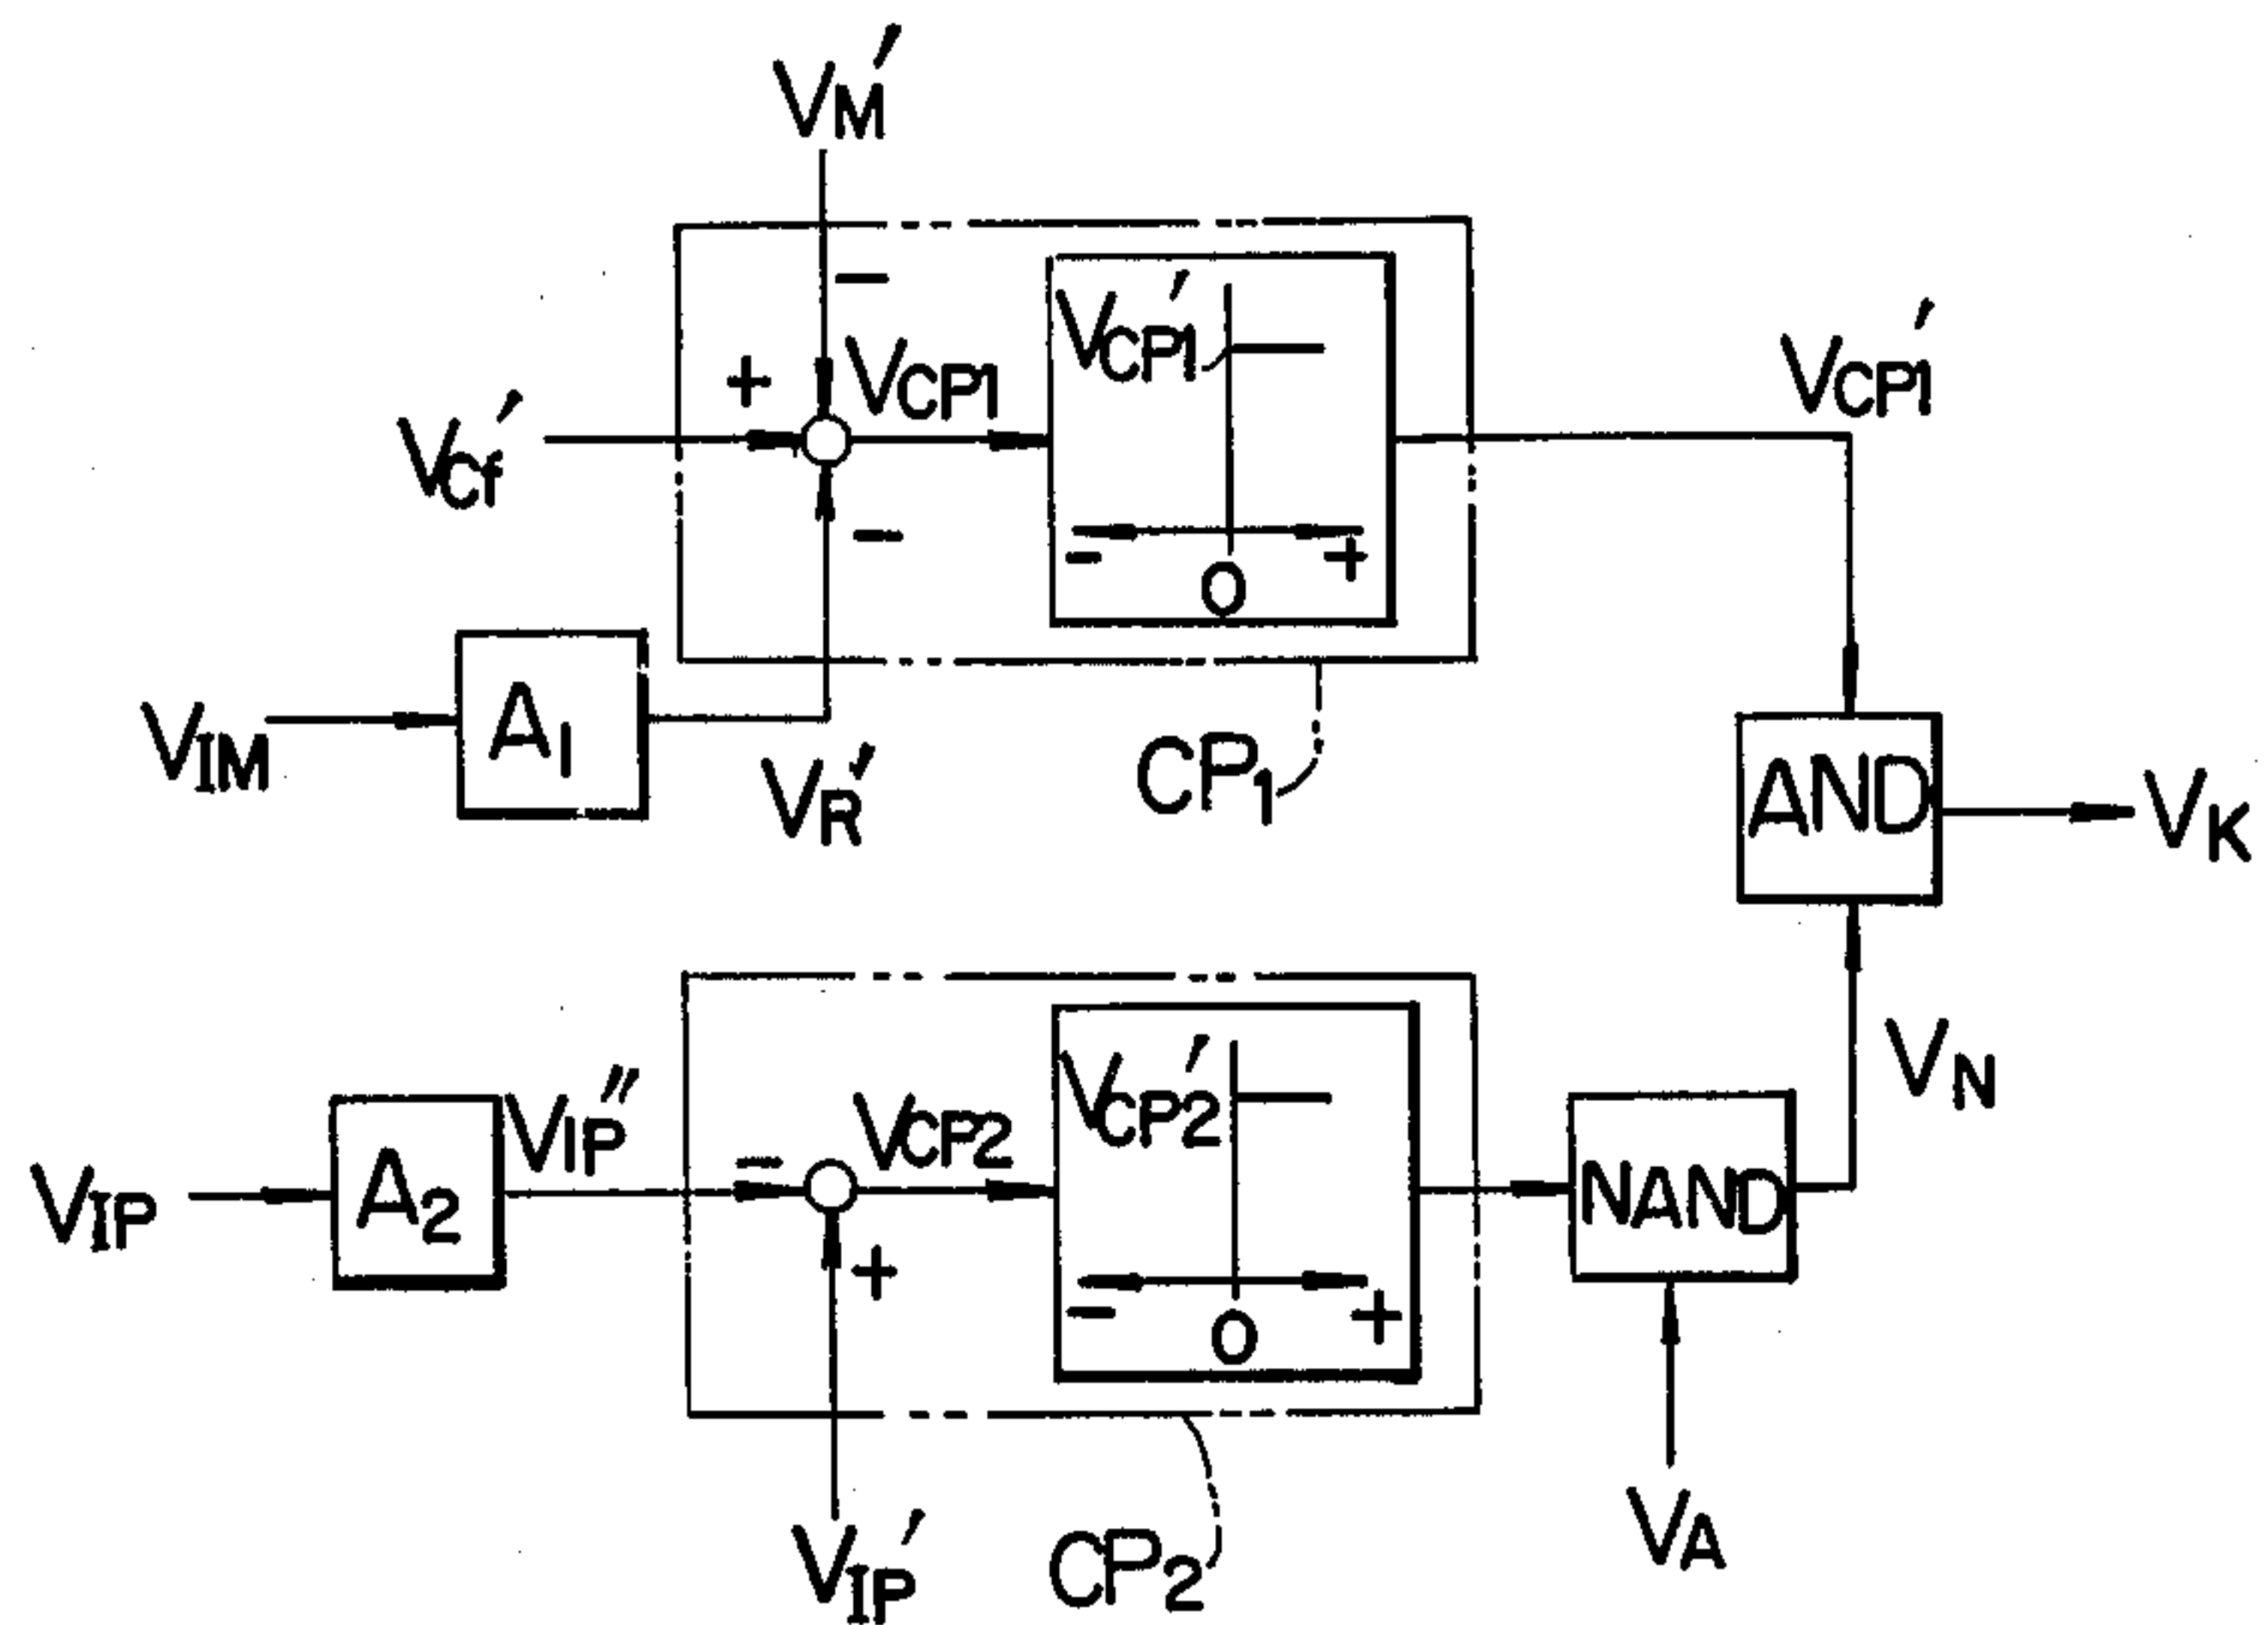 VM'
−
VCP1'
+
VCP1
VCP1'
VCf'
−
− 0 +
A1
VIM
VR'
CP1
AND
VK
VN
VIP"
VCP2'
−
VCP2
NAND
VIP
A2
+
− 0 +
VIP'
CP2
VA